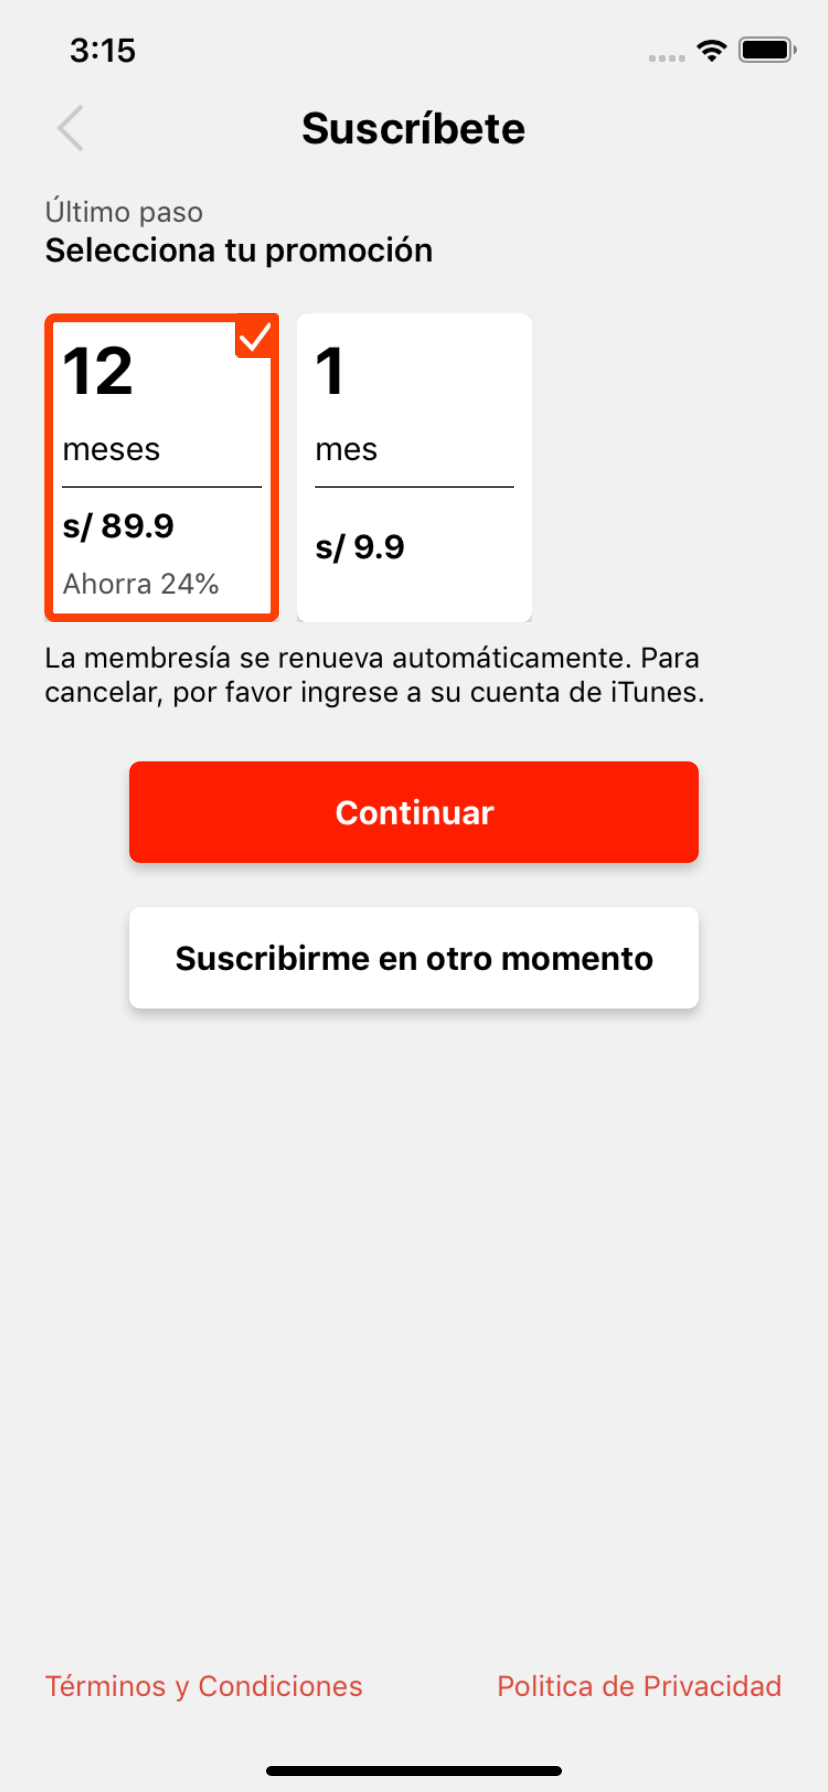 3:15
Suscríbete
Último paso
Selecciona tu promoción
12
meses
s/ 89.9
Ahorra 24%
1
mes
s/ 9.9
La membresía se renueva automáticamente. Para
cancelar, por favor ingrese a su cuenta de iTunes.
Continuar
Suscribirme en otro momento
Términos y Condiciones
Politica de Privacidad